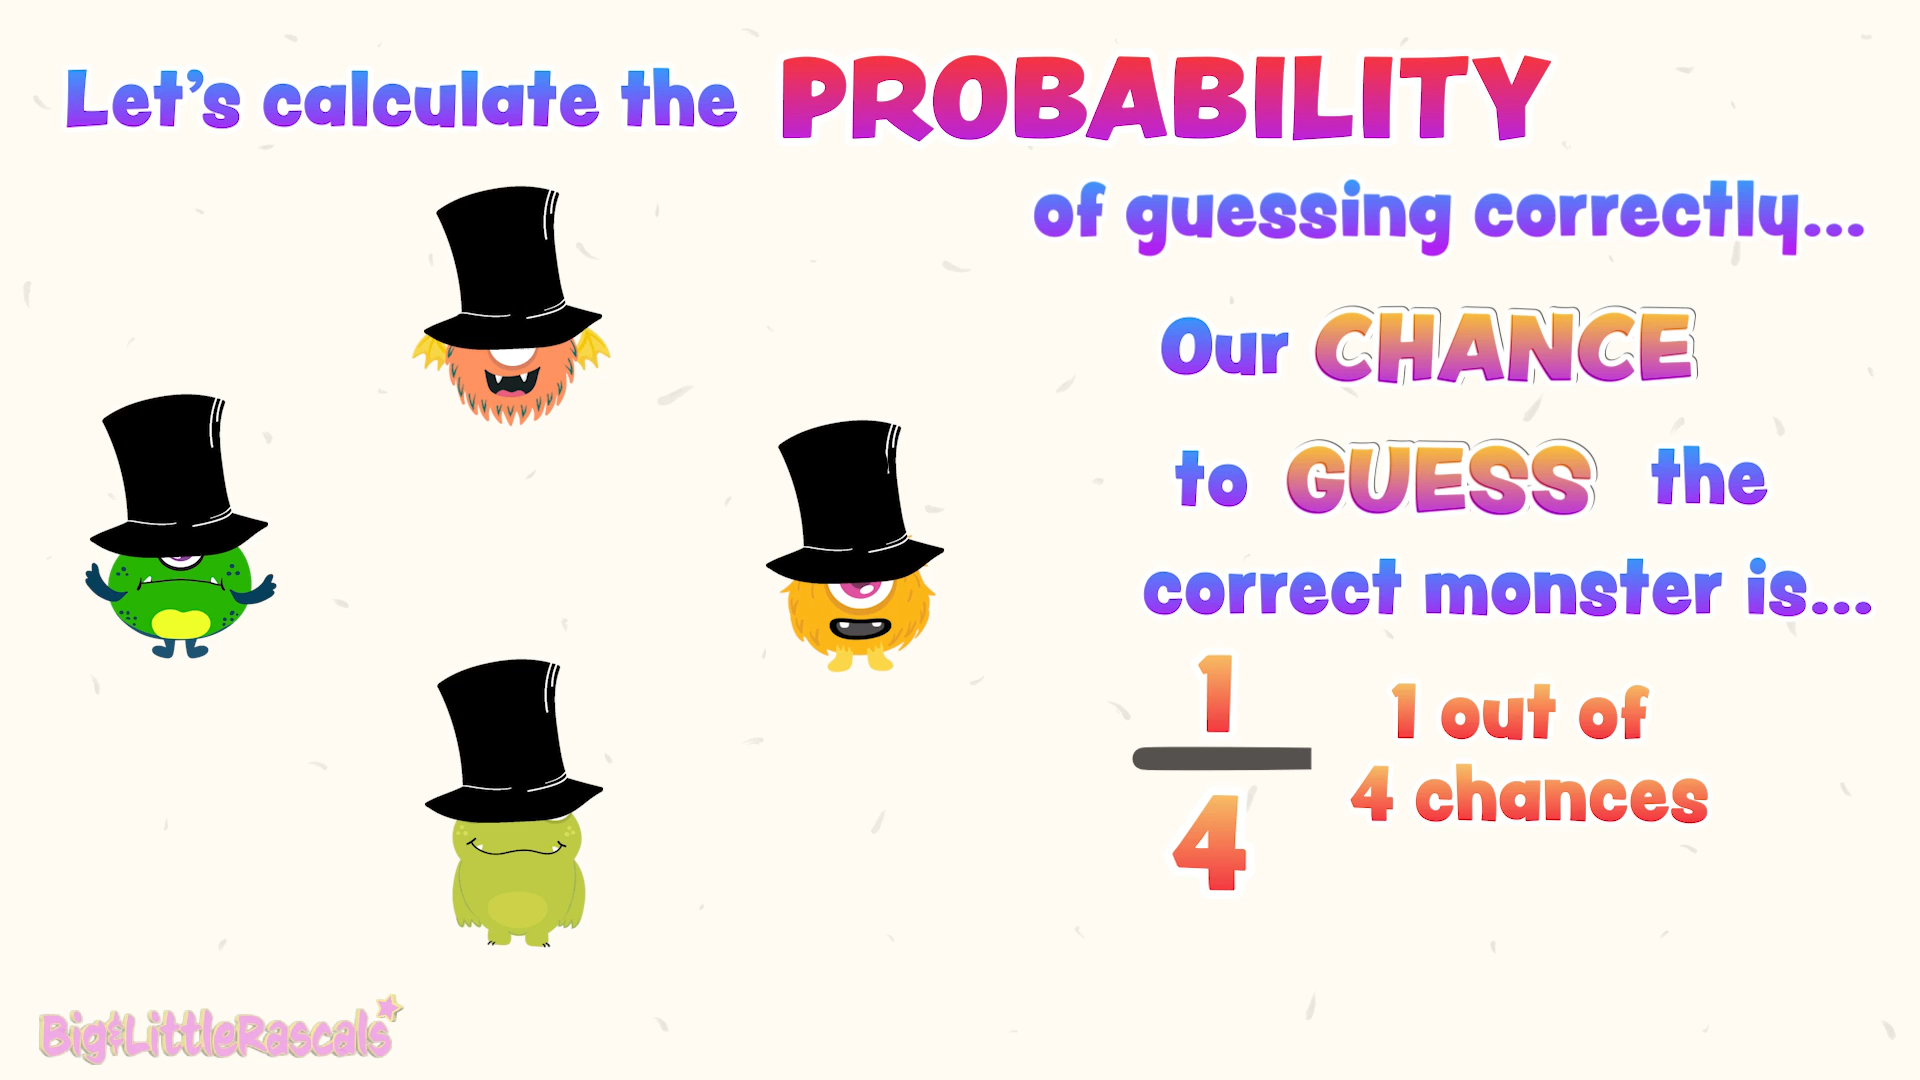 Let's calculate the PROBABILITY
of guessing correctly...
Our CHANCE
to GUESS the
correct monster is...
1
4
1 out of
4 chances
Big&LittleRascals